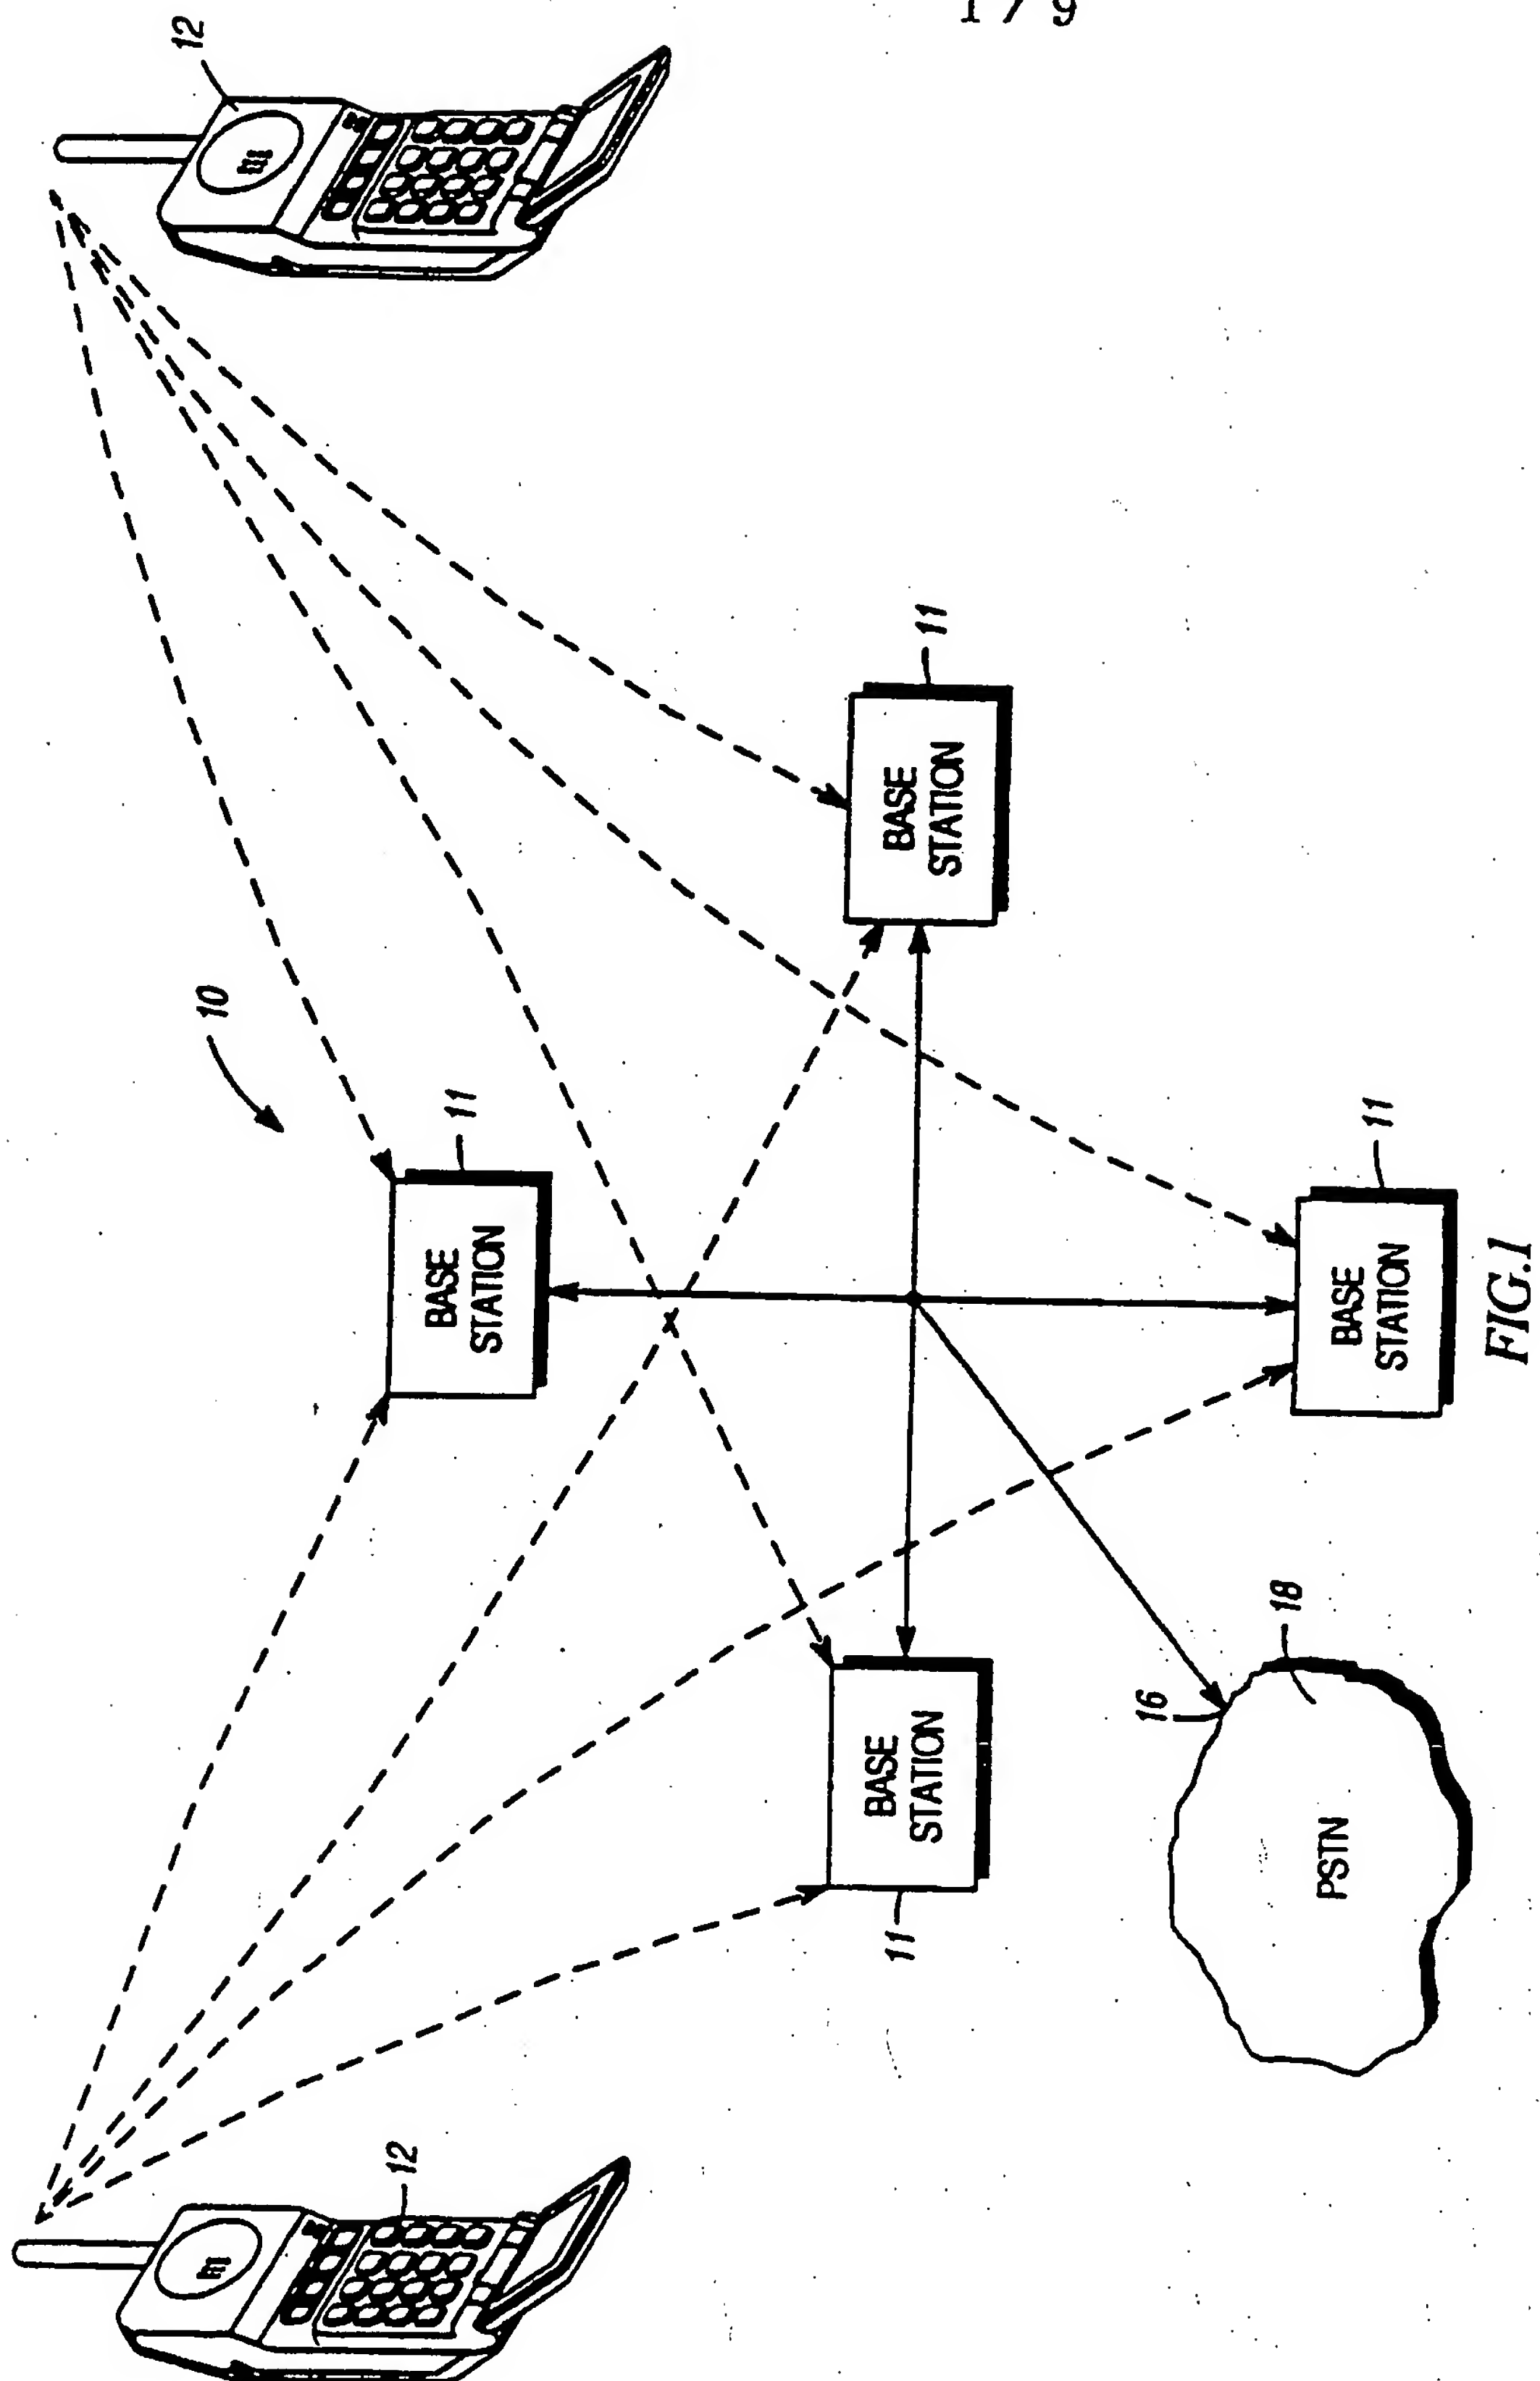 1/9
12
10
11
BASE
STATION
11
BASE
STATION
11
BASE
STATION
11
BASE
STATION
16
18
PSTN
12
FIG.1